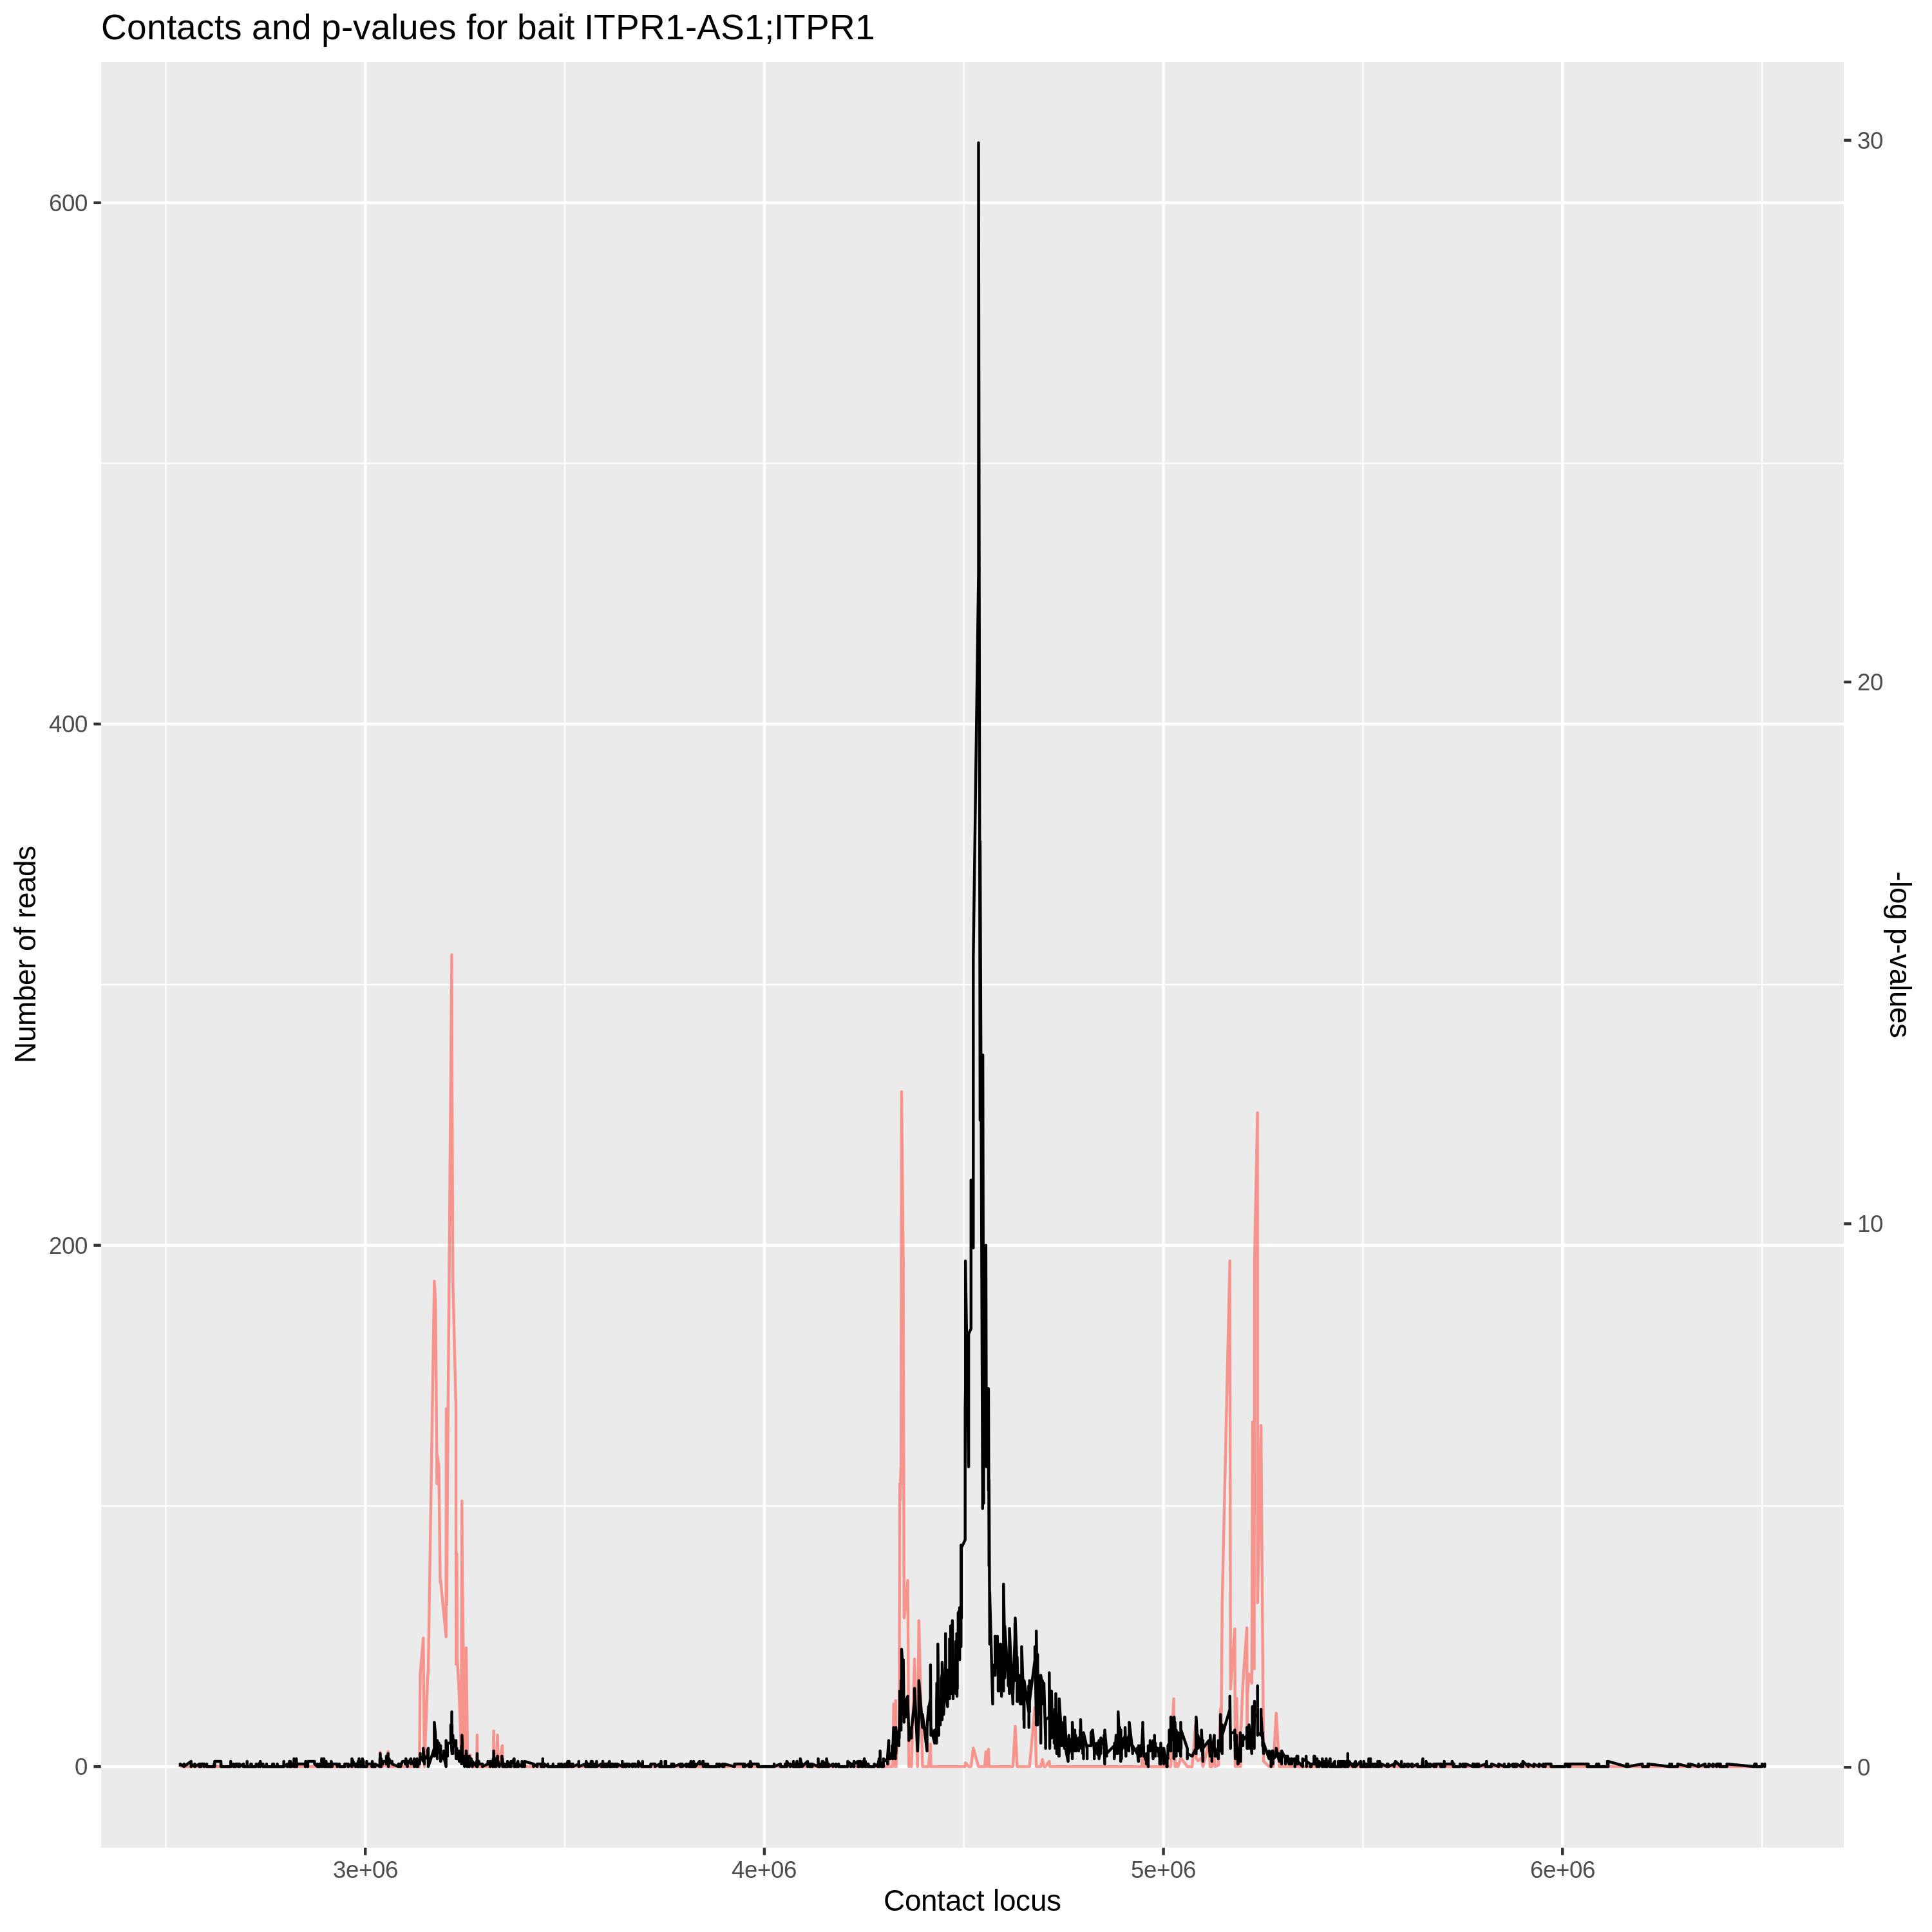 Contacts and p-values for bait ITPR1-AS1;ITPR1
Number of reads
600
400
200
0
30
20
10
0
-log p-values
3e+06 4e+06 5e+06 6e+06
Contact locus